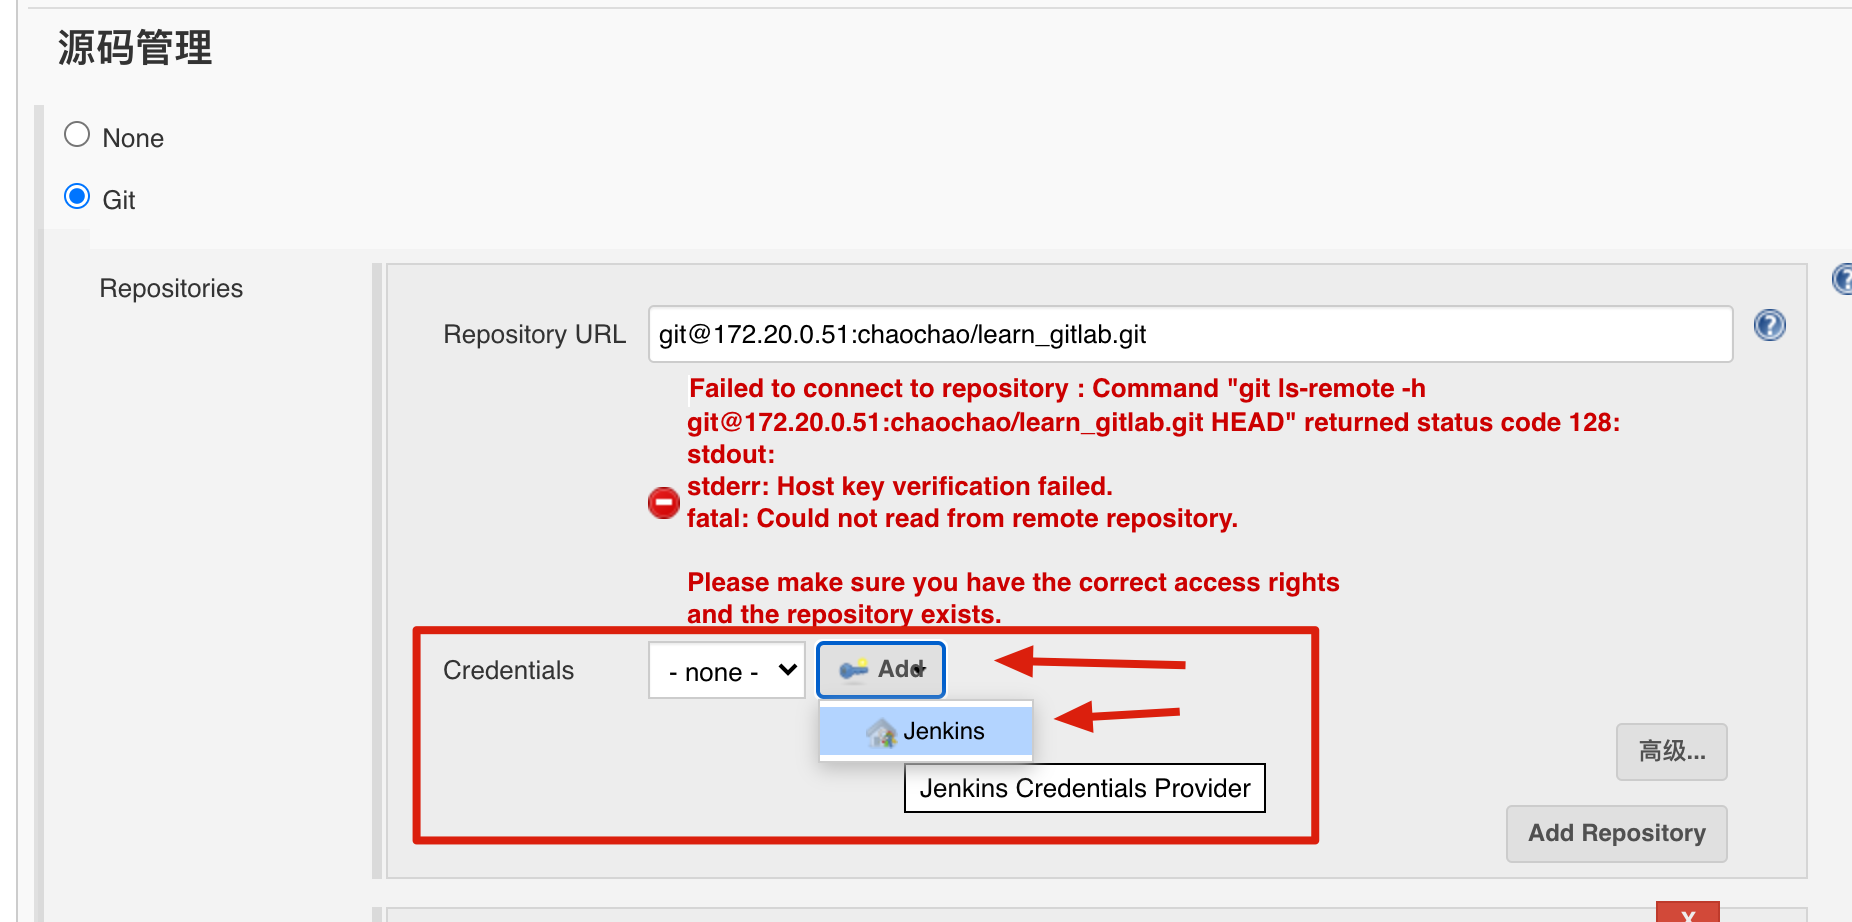 源码管理
None
Git
Repositories
Repository URL
git@172.20.0.51:chaochao/learn_gitlab.git
Failed to connect to repository : Command "git ls-remote -h
git@172.20.0.51:chaochao/learn_gitlab.git HEAD" returned status code 128:
stdout:
stderr: Host key verification failed.
fatal: Could not read from remote repository.
Please make sure you have the correct access rights
and the repository exists.
Credentials
- none -
Add
Jenkins
Jenkins Credentials Provider
高级...
Add Repository
X